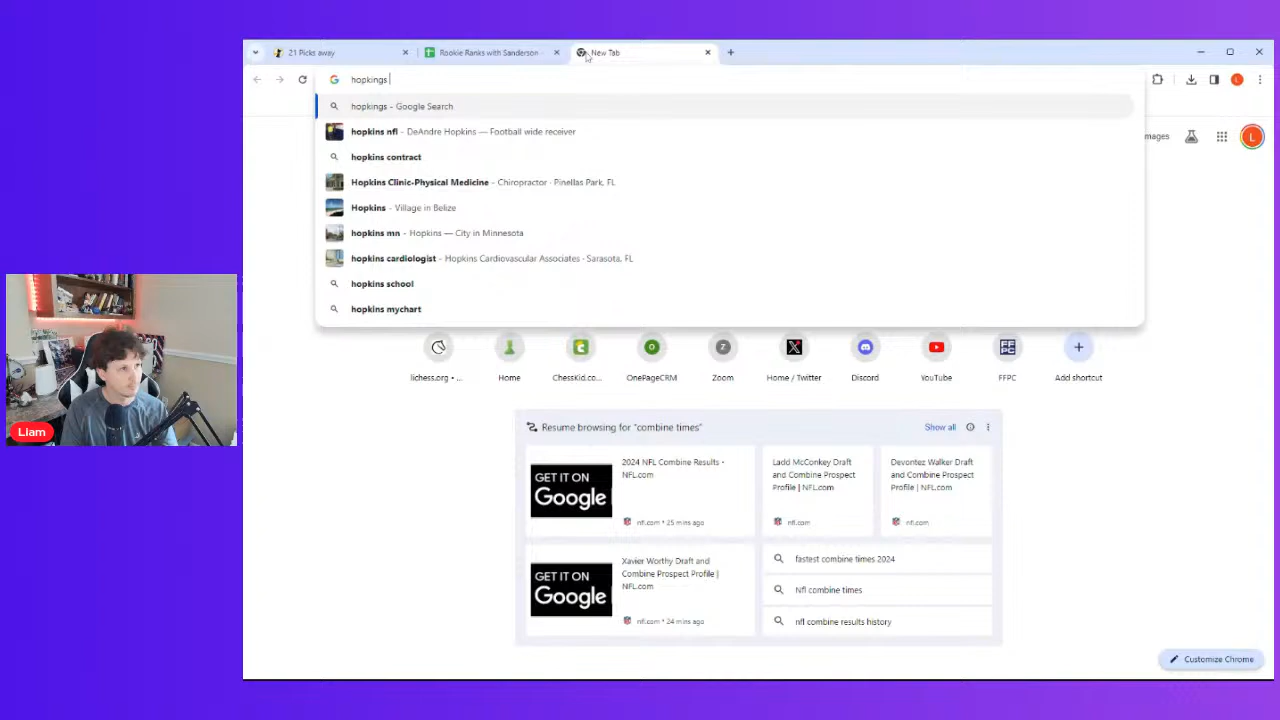 21 Picks away
Rookie Ranks with Sanderson
New Tab
hopkings
hopkings - Google Search
hopkins nfl - DeAndre Hopkins — Football wide receiver
hopkins contract
Hopkins Clinic-Physical Medicine - Chiropractor · Pinellas Park, FL
Hopkins - Village in Belize
hopkins mn - Hopkins — City in Minnesota
hopkins cardiologist - Hopkins Cardiovascular Associates · Sarasota, FL
hopkins school
hopkins mychart
mages
L
L
lichess.org • ...
Home
ChessKid.co...
OnePageCRM
Zoom
Home / Twitter
Discord
YouTube
FFPC
Add shortcut
Resume browsing for "combine times"
Show all
GET IT ON
Google
2024 NFL Combine Results •
NFL.com
nfl.com • 25 mins ago
Ladd McConkey Draft
and Combine Prospect
Profile | NFL.com
nfl.com
Devontez Walker Draft
and Combine Prospect
Profile | NFL.com
nfl.com
GET IT ON
Google
Xavier Worthy Draft and
Combine Prospect Profile |
NFL.com
nfl.com • 24 mins ago
fastest combine times 2024
Nfl combine times
nfl combine results history
Customize Chrome
Liam